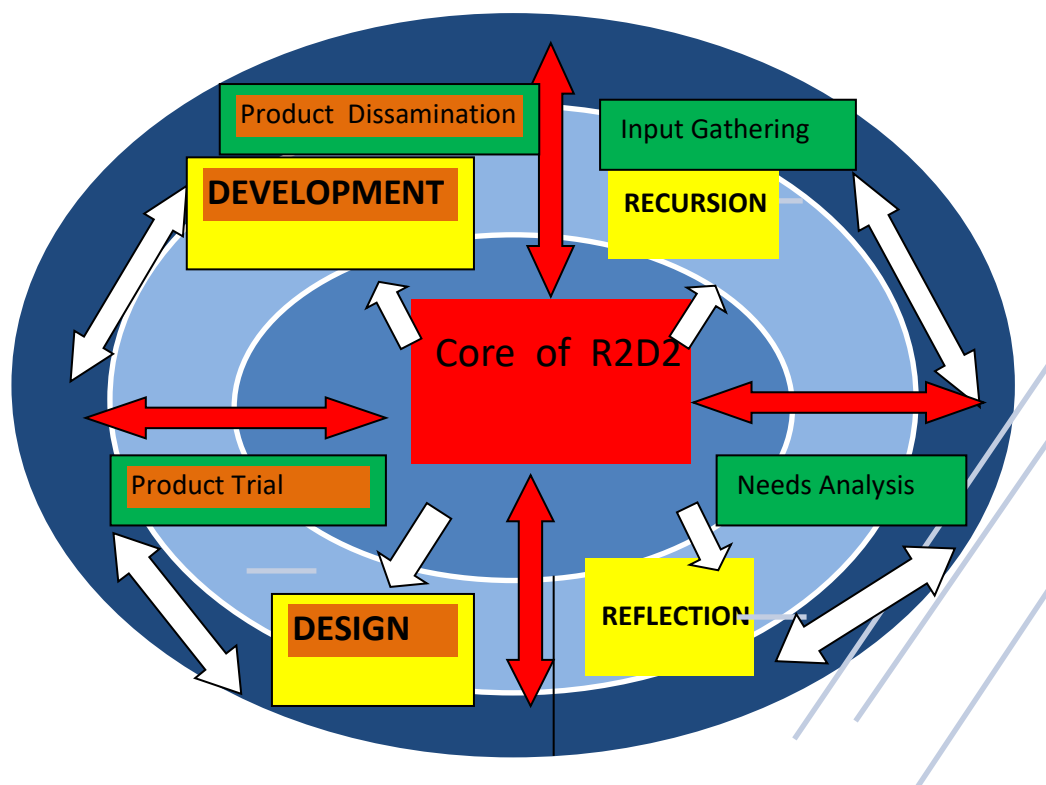 Product Dissamination
Input Gathering
DEVELOPMENT
RECURSION
Core of R2D2
Product Trial
Needs Analysis
DESIGN
REFLECTION